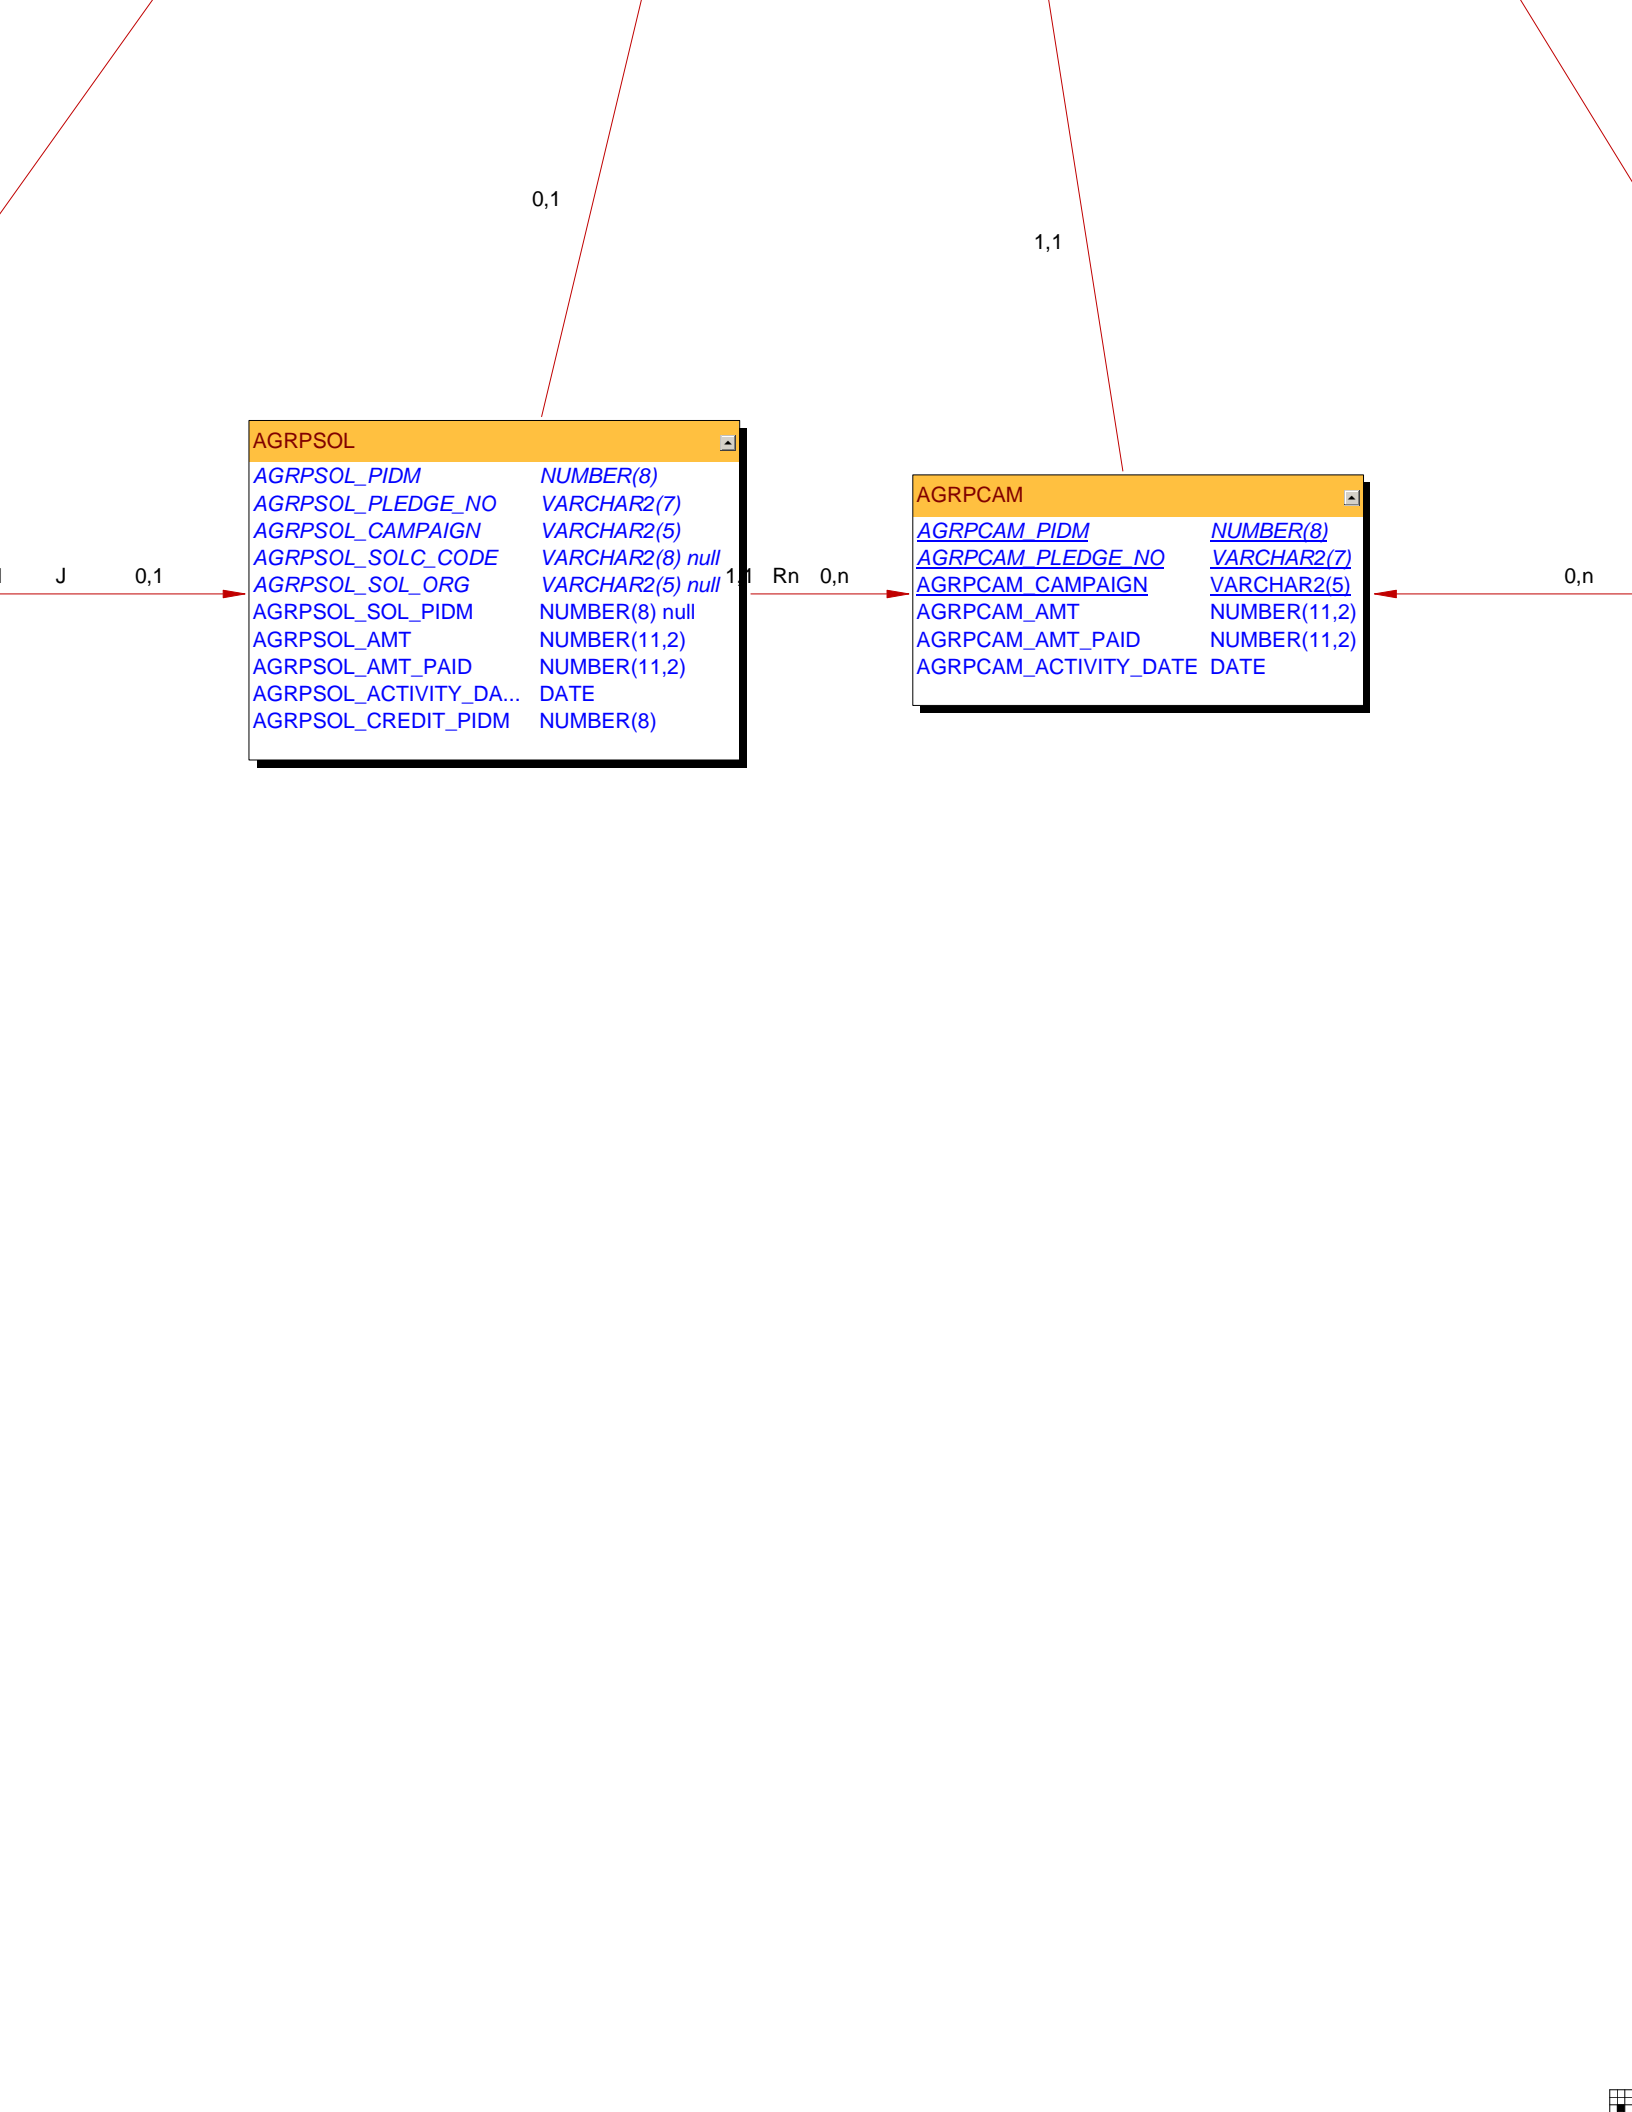 0,1
1,1
AGRPSOL
AGRPSOL_PIDM NUMBER(8)
AGRPSOL_PLEDGE_NO VARCHAR2(7)
AGRPSOL_CAMPAIGN VARCHAR2(5)
AGRPSOL_SOLC_CODE VARCHAR2(8) null
AGRPSOL_SOL_ORG VARCHAR2(5) null
AGRPSOL_SOL_PIDM NUMBER(8) null
AGRPSOL_AMT NUMBER(11,2)
AGRPSOL_AMT_PAID NUMBER(11,2)
AGRPSOL_ACTIVITY_DA... DATE
AGRPSOL_CREDIT_PIDM NUMBER(8)
J 0,1
1,1 Rn 0,n
AGRPCAM
AGRPCAM_PIDM NUMBER(8)
AGRPCAM_PLEDGE_NO VARCHAR2(7)
AGRPCAM_CAMPAIGN VARCHAR2(5)
AGRPCAM_AMT NUMBER(11,2)
AGRPCAM_AMT_PAID NUMBER(11,2)
AGRPCAM_ACTIVITY_DATE DATE
0,n